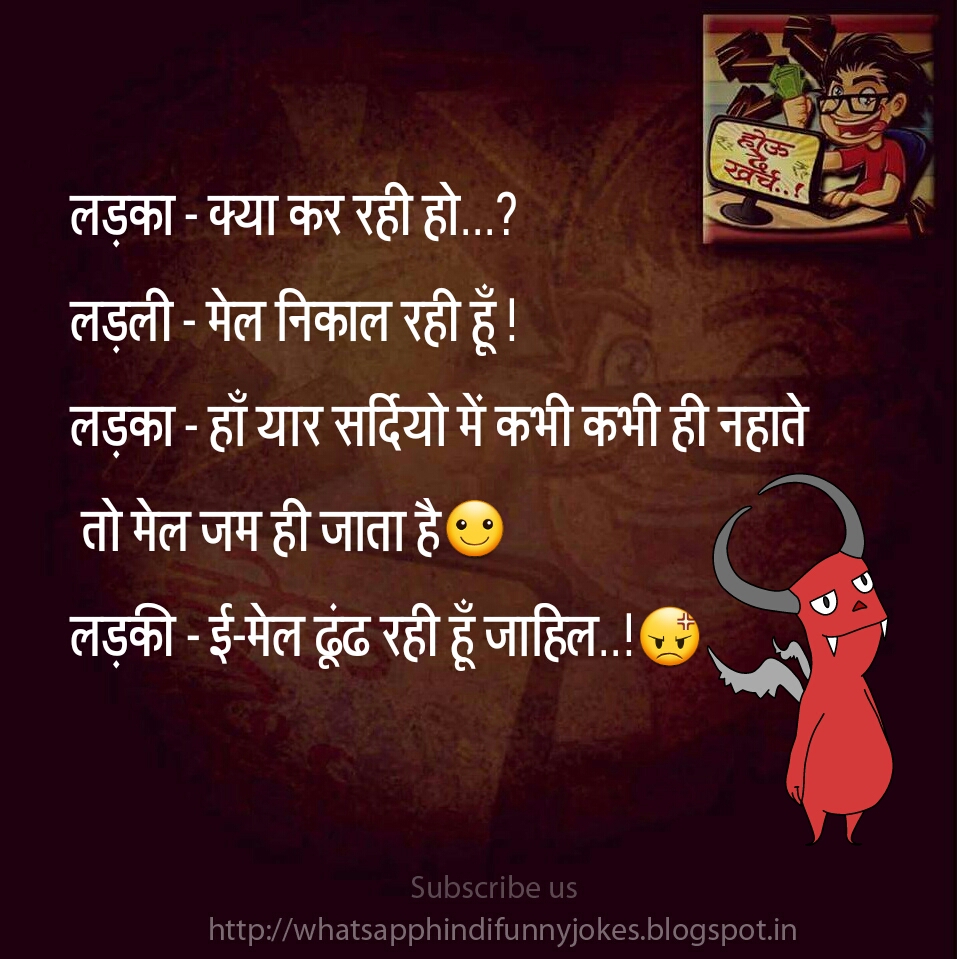 होऊ
दे
खर्च..!
लड़का - क्या कर रही हो...?
लड़ली - मेल निकाल रही हूँ !
लड़का - हाँ यार सर्दियो में कभी कभी ही नहाते
तो मेल जम ही जाता है🙂
लड़की - ई-मेल ढूंढ रही हूँ जाहिल..!
Subscribe us
http://whatsapphindifunnyjokes.blogspot.in